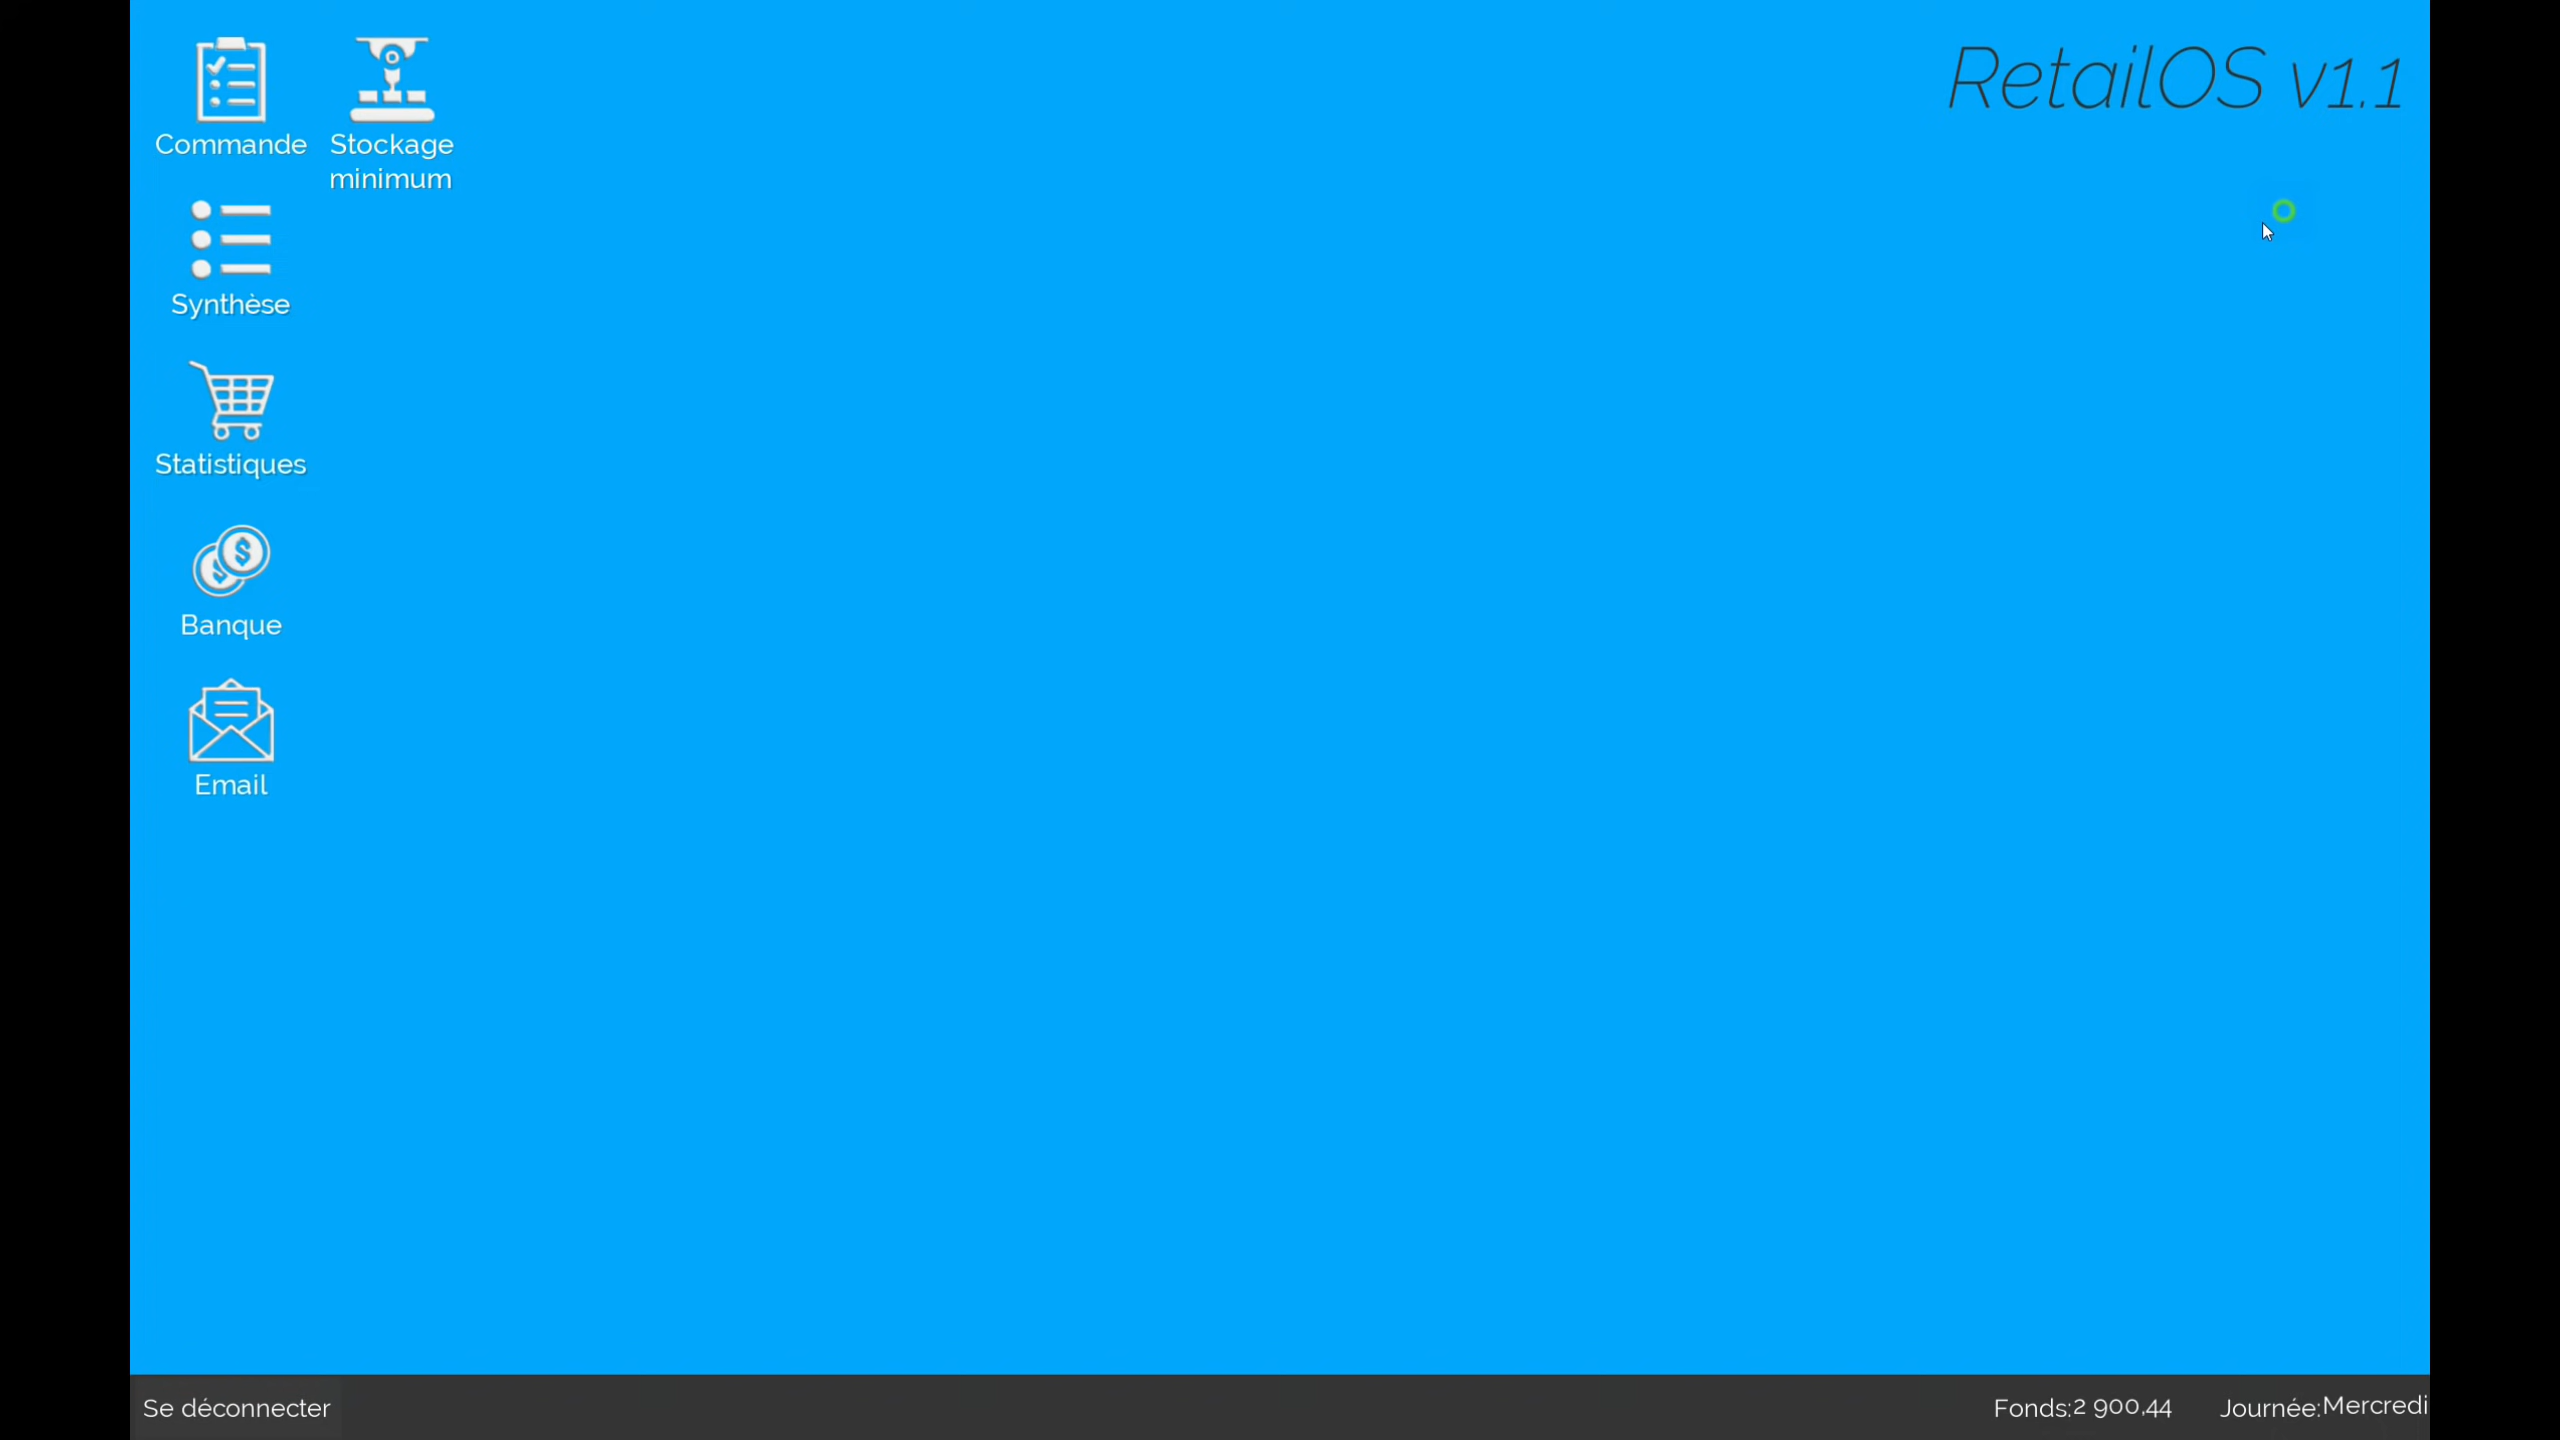 RetailOS v1.1
Commande
Stockage
minimum
Synthèse
Statistiques
Banque
Email
Se déconnecter
Fonds:2 900,44
Journée:Mercredi